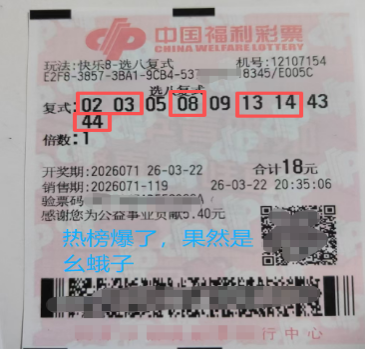 中国福利彩票
CHINA WELFARE LOTTERY
玩法:快乐8-选八复式 机号:12107154
E2F8-3857-3BA1-9CB4-53 8345/E005C
选八复式
复式:02 03 05 08 09 13 14 43
44
倍数:1
开奖期:2026071 26-03-22 合计18元
销售期:2026071-119 26-03-22 20:35:06
验票码
感谢您为公益事业贡献5.40元
热榜爆了，果然是
幺蛾子
行中心